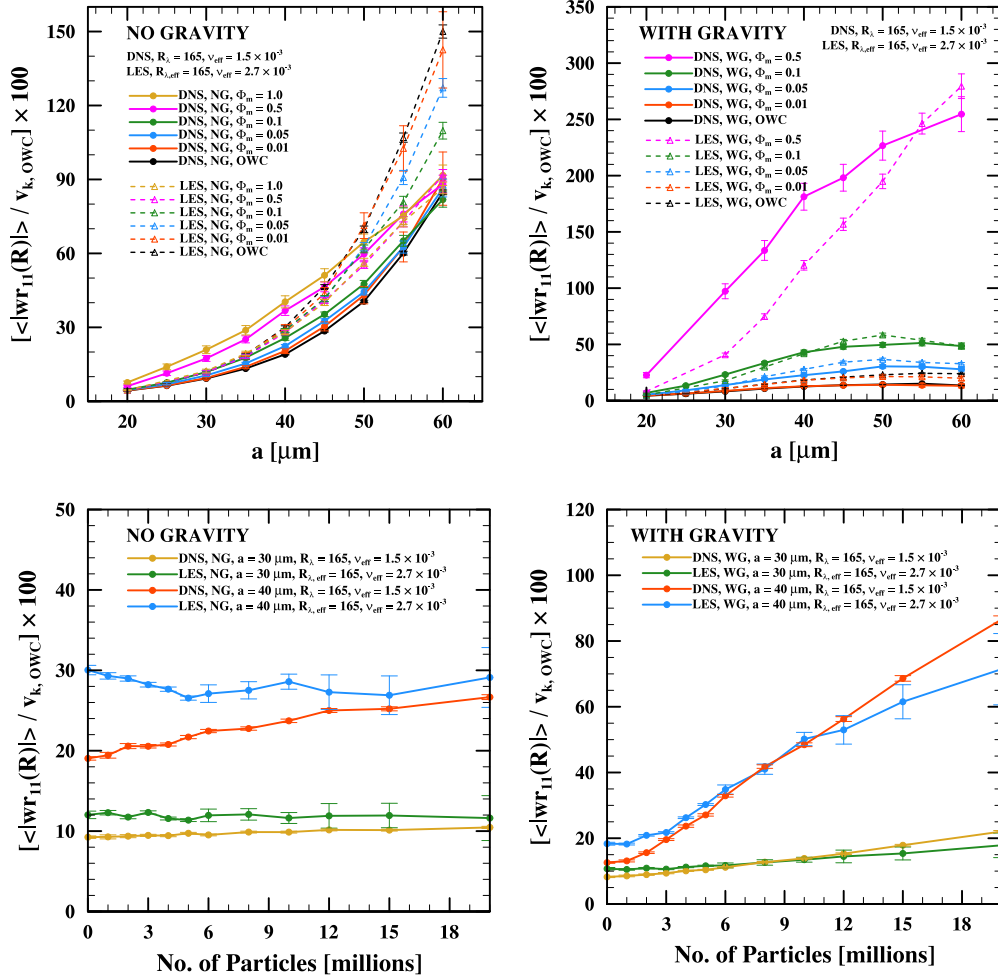 NO GRAVITY
DNS, Rλ = 165, νeff = 1.5 × 10⁻³
LES, Rλ,eff = 165, νeff = 2.7 × 10⁻³
DNS, NG, Φm = 1.0
DNS, NG, Φm = 0.5
DNS, NG, Φm = 0.1
DNS, NG, Φm = 0.05
DNS, NG, Φm = 0.01
DNS, NG, OWC
LES, NG, Φm = 1.0
LES, NG, Φm = 0.5
LES, NG, Φm = 0.1
LES, NG, Φm = 0.05
LES, NG, Φm = 0.01
LES, NG, OWC
[<|wr₁₁(R)|> / vk, OWC] × 100
0
30
60
90
120
150
20
30
40
50
60
a [μm]
WITH GRAVITY
DNS, Rλ = 165, νeff = 1.5 × 10⁻³
LES, Rλ,eff = 165, νeff = 2.7 × 10⁻³
DNS, WG, Φm = 0.5
DNS, WG, Φm = 0.1
DNS, WG, Φm = 0.05
DNS, WG, Φm = 0.01
DNS, WG, OWC
LES, WG, Φm = 0.5
LES, WG, Φm = 0.1
LES, WG, Φm = 0.05
LES, WG, Φm = 0.01
LES, WG, OWC
[<|wr₁₁(R)|> / vk, OWC] × 100
0
50
100
150
200
250
300
350
20
30
40
50
60
a [μm]
NO GRAVITY
DNS, NG, a = 30 μm, Rλ = 165, νeff = 1.5 × 10⁻³
LES, NG, a = 30 μm, Rλ, eff = 165, νeff = 2.7 × 10⁻³
DNS, NG, a = 40 μm, Rλ = 165, νeff = 1.5 × 10⁻³
LES, NG, a = 40 μm, Rλ, eff = 165, νeff = 2.7 × 10⁻³
[<|wr₁₁(R)|> / vk, OWC] × 100
0
10
20
30
40
50
0
3
6
9
12
15
No. of Particles [millions]
WITH GRAVITY
DNS, WG, a = 30 μm, Rλ = 165, νeff = 1.5 × 10⁻³
LES, WG, a = 30 μm, Rλ, eff = 165, νeff = 2.7 × 10⁻³
DNS, WG, a = 40 μm, Rλ = 165, νeff = 1.5 × 10⁻³
LES, WG, a = 40 μm, Rλ, eff = 165, νeff = 2.7 × 10⁻³
[<|wr₁₁(R)|> / vk, OWC] × 100
0
20
40
60
80
100
120
0
3
6
9
12
15
No. of Particles [millions]